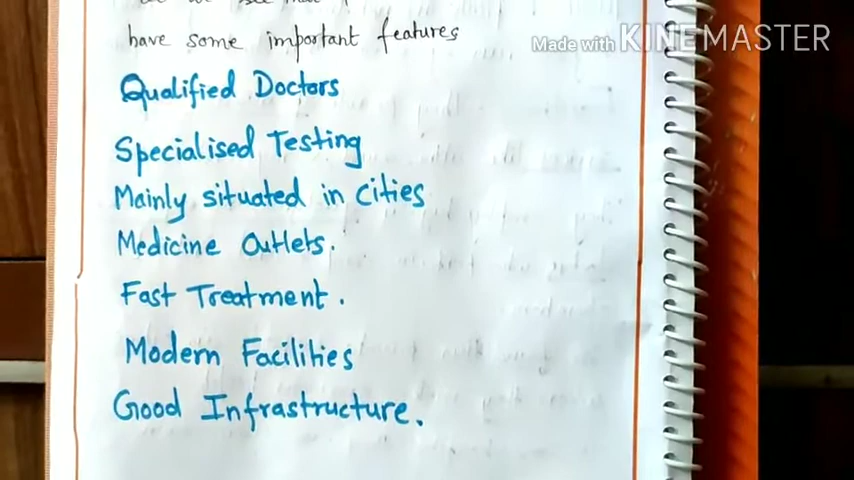 have some important features
Made with KINEMASTER
Qualified Doctors
Specialised Testing
Mainly situated in cities
Medicine Outlets.
Fast Treatment.
Modern Facilities
Good Infrastructure.